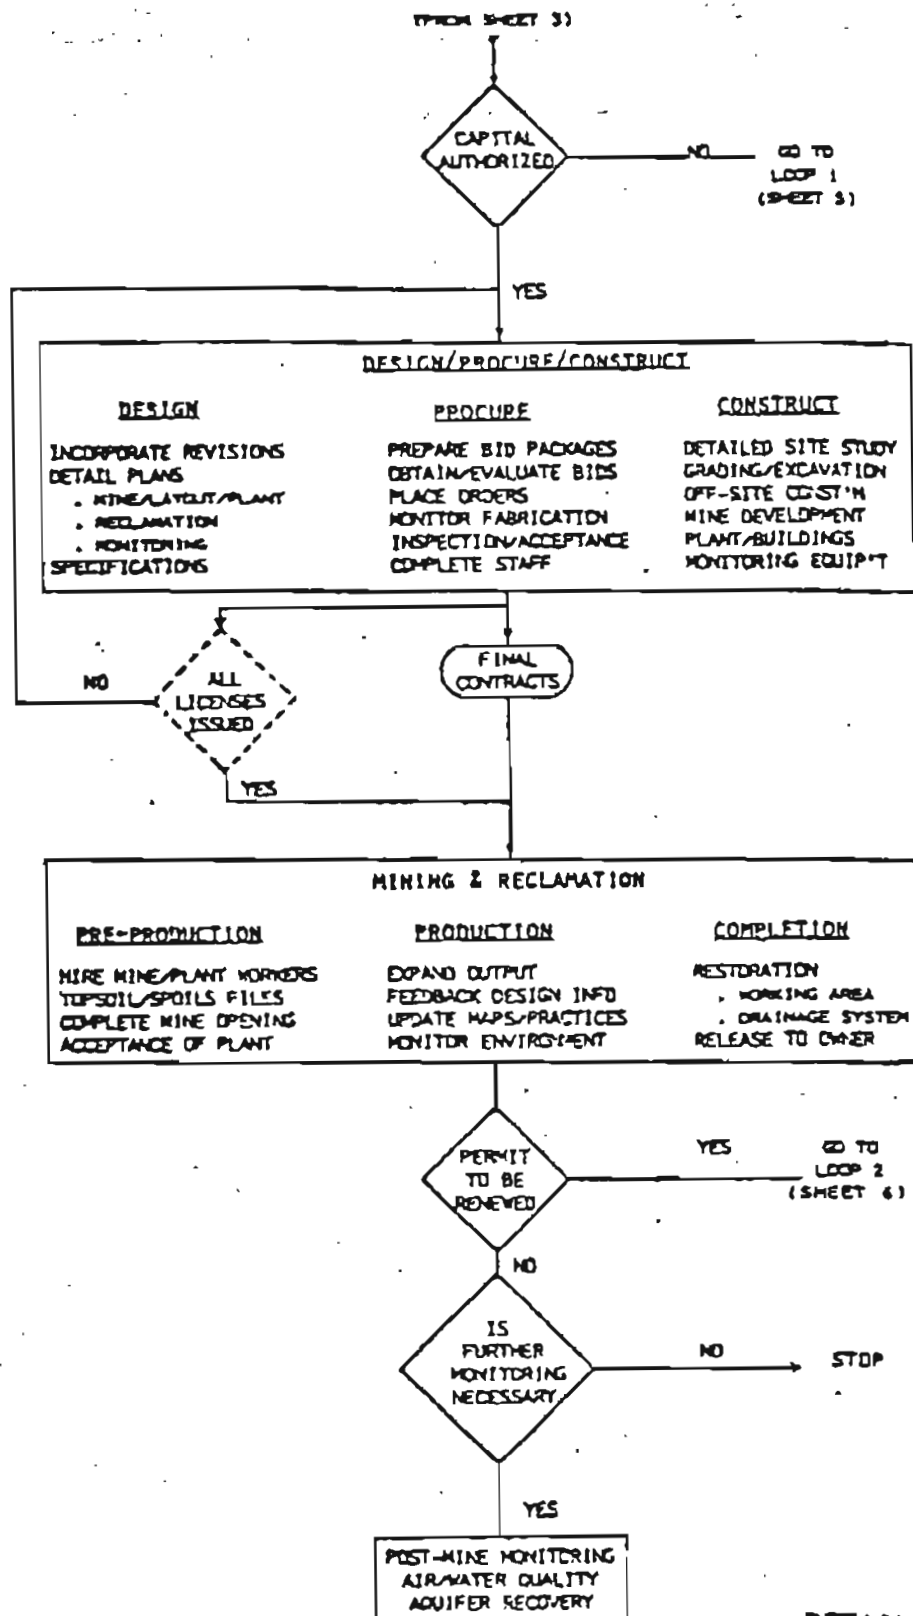 (FROM SHEET 3)
CAPITAL
AUTHORIZED
NO
GO TO
LOOP 1
(SHEET 3)
YES
DESIGN/PROCURE/CONSTRUCT
DESIGN
INCORPORATE REVISIONS
DETAIL PLANS
. MINE/LAYOUT/PLANT
. RECLAMATION
. MONITORING
SPECIFICATIONS
PROCURE
PREPARE BID PACKAGES
OBTAIN/EVALUATE BIDS
PLACE ORDERS
MONITOR FABRICATION
INSPECTION/ACCEPTANCE
COMPLETE STAFF
CONSTRUCT
DETAILED SITE STUDY
GRADING/EXCAVATION
OFF-SITE CONST'N
MINE DEVELOPMENT
PLANT/BUILDINGS
MONITORING EQUIP'T
ALL
LICENSES
ISSUED
NO
YES
FINAL
CONTRACTS
MINING & RECLAMATION
PRE-PRODUCTION
HIRE MINE/PLANT WORKERS
TOPSOIL/SPOILS PILES
COMPLETE MINE OPENING
ACCEPTANCE OF PLANT
PRODUCTION
EXPAND OUTPUT
FEEDBACK DESIGN INFO
UPDATE MAPS/PRACTICES
MONITOR ENVIRONMENT
COMPLETION
RESTORATION
. WORKING AREA
. DRAINAGE SYSTEM
RELEASE TO OWNER
PERMIT
TO BE
RENEWED
YES
GO TO
LOOP 2
(SHEET 6)
NO
IS
FURTHER
MONITORING
NECESSARY
NO
STOP
YES
POST-MINE MONITORING
AIR/WATER QUALITY
AQUIFER RECOVERY